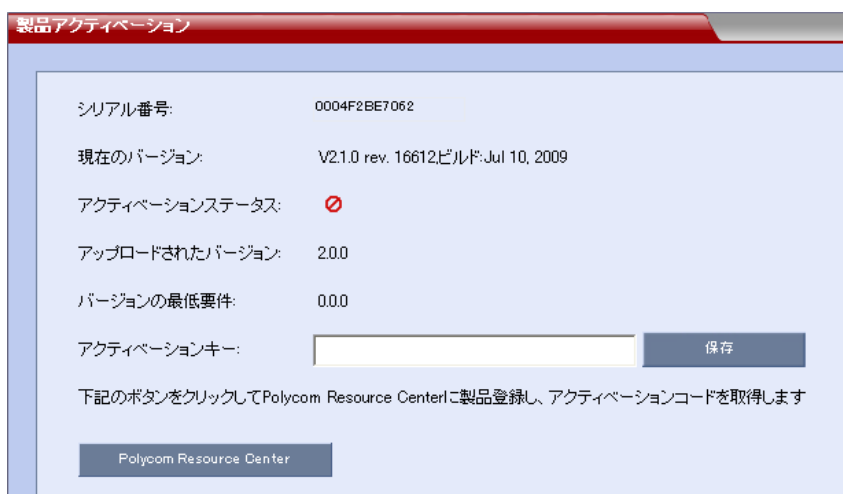 製品アクティベーション
シリアル番号: 0004F2BE7062
現在のバージョン: V2.1.0 rev. 16612,ビルド:Jul 10, 2009
アクティベーションステータス:
アップロードされたバージョン: 2.0.0
バージョンの最低要件: 0.0.0
アクティベーションキー: 保存
下記のボタンをクリックしてPolycom Resource Centerに製品登録し、アクティベーションコードを取得します
Polycom Resource Center